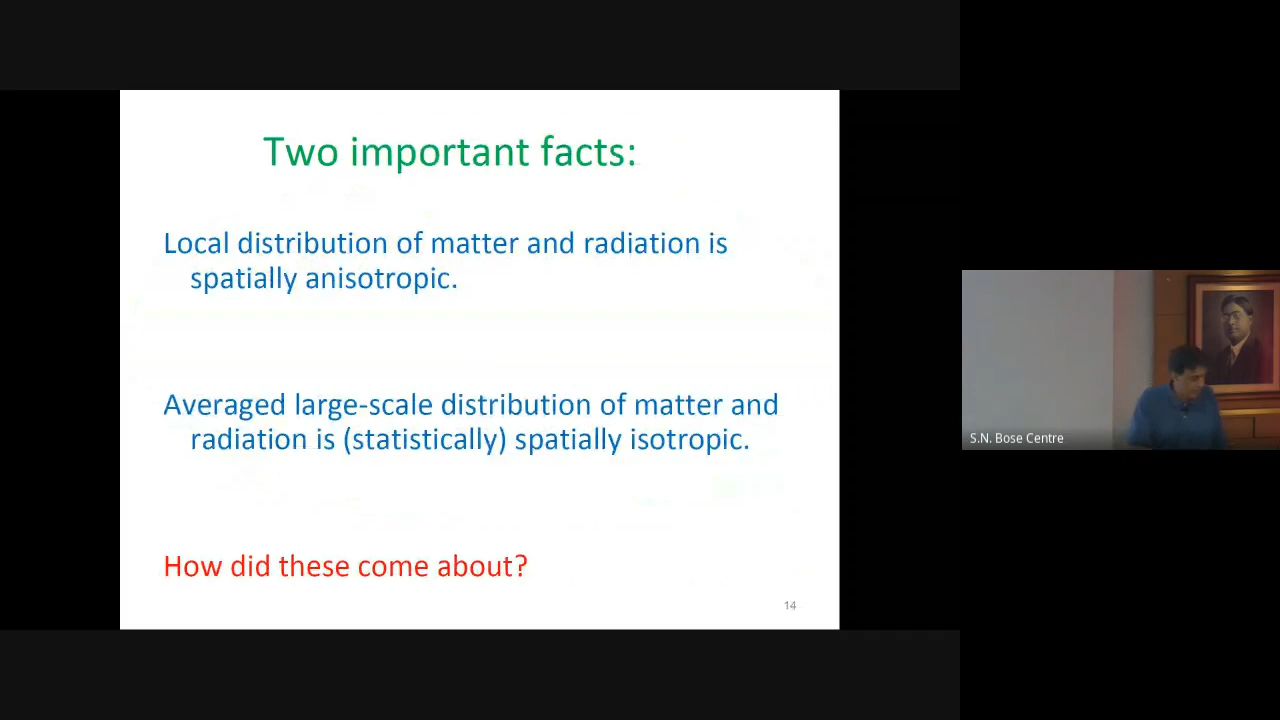 Two important facts:
Local distribution of matter and radiation is
spatially anisotropic.
Averaged large-scale distribution of matter and
radiation is (statistically) spatially isotropic.
How did these come about?
14
S.N. Bose Centre